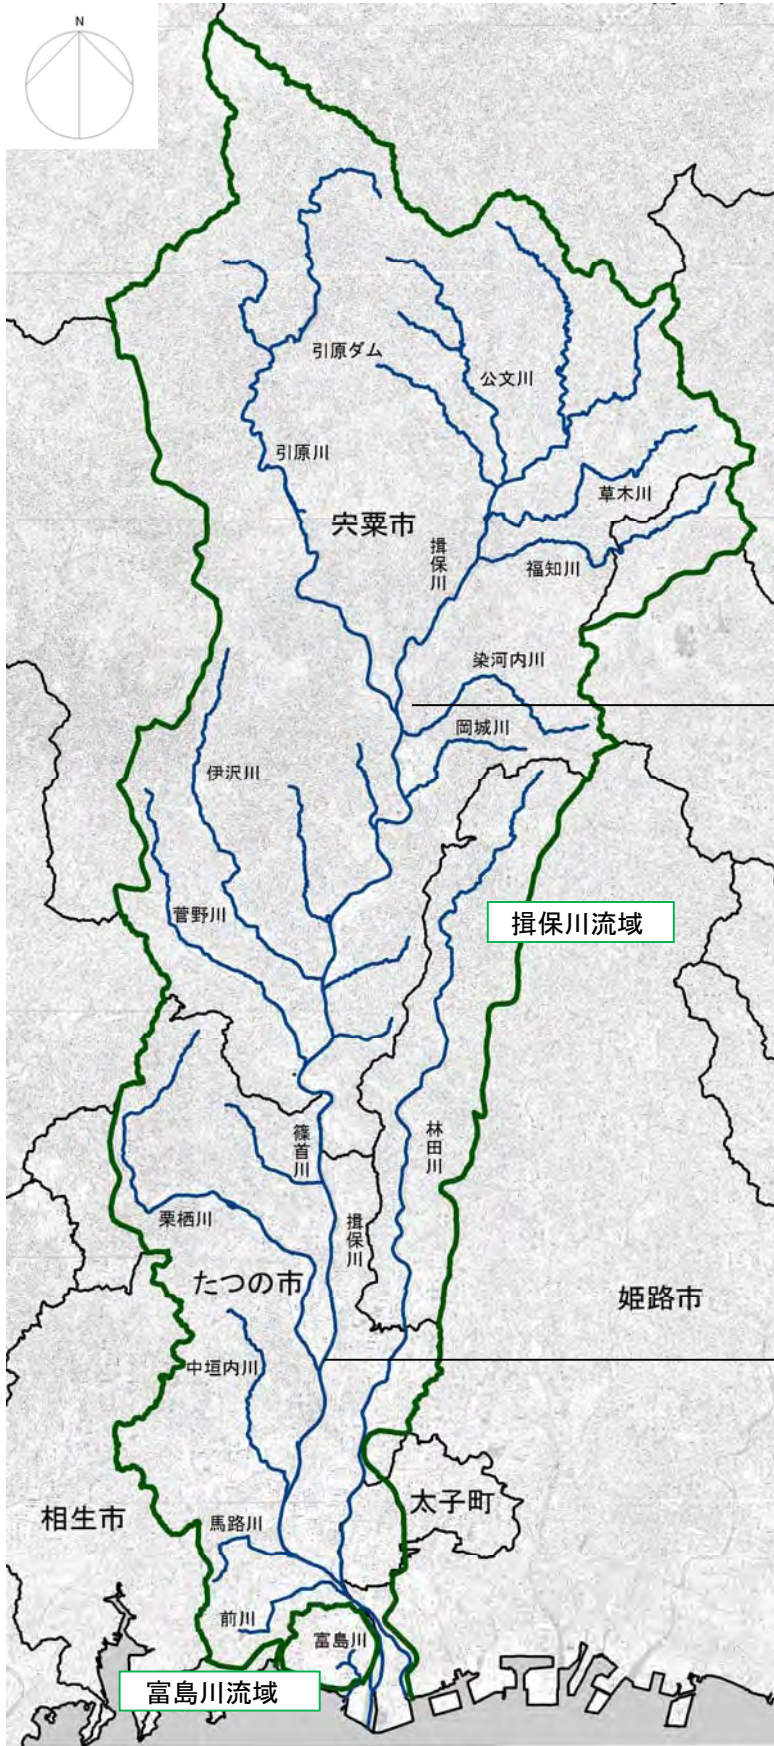 N
引原ダム
公文川
引原川
草木川
宍粟市
揖保川
福知川
染河内川
岡城川
伊沢川
菅野川
揖保川流域
篠首川
林田川
栗栖川
揖保川
たつの市
姫路市
中垣内川
太子町
相生市
馬路川
前川
富島川
富島川流域